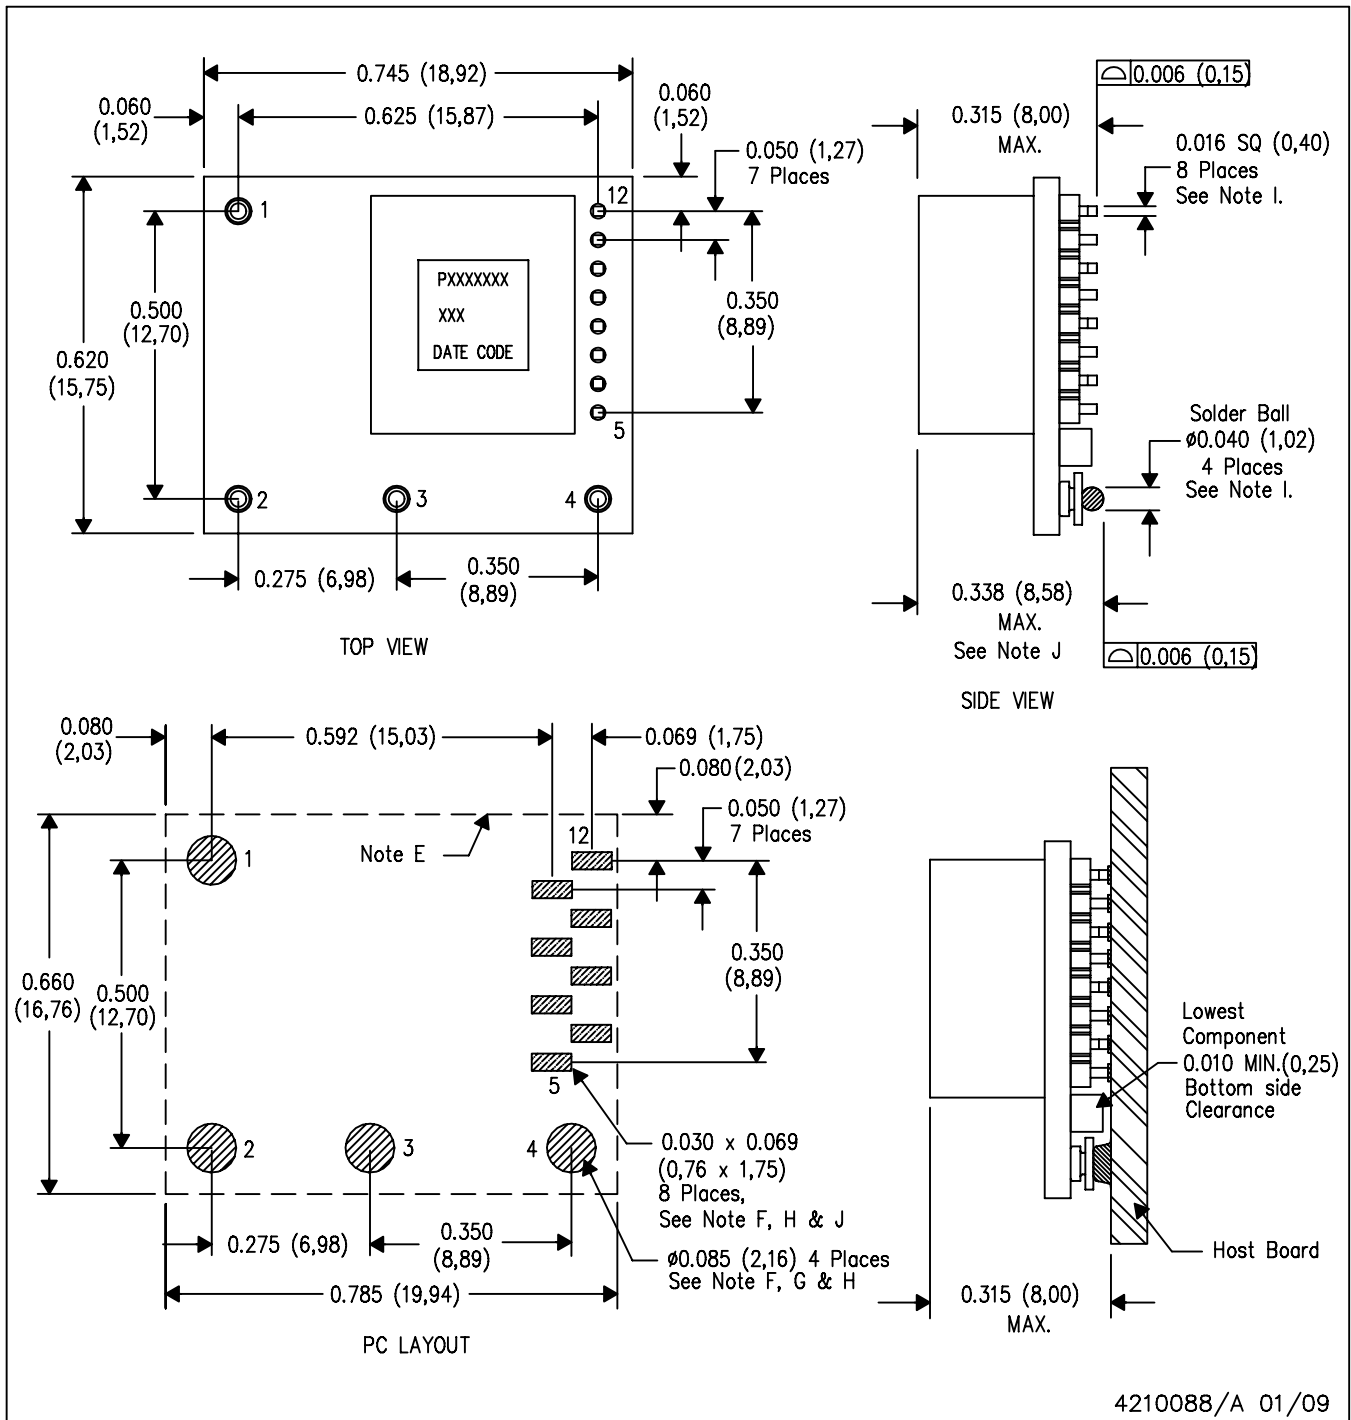 0.745 (18,92)
0.060
(1,52)
0.625 (15,87)
0.060
(1,52)
0.050 (1,27)
7 Places
1
12
PXXXXXXX
XXX
DATE CODE
0.500
(12,70)
0.620
(15,75)
0.350
(8,89)
5
2
3
4
0.275 (6,98)
0.350
(8,89)
TOP VIEW
0.006 (0,15)
0.315 (8,00)
MAX.
0.016 SQ (0,40)
8 Places
See Note I.
Solder Ball
ø0.040 (1,02)
4 Places
See Note I.
0.338 (8,58)
MAX.
See Note J
0.006 (0,15)
SIDE VIEW
0.080
(2,03)
0.592 (15,03)
0.069 (1,75)
0.080(2,03)
0.050 (1,27)
7 Places
Note E
12
1
0.660
(16,76)
0.500
(12,70)
0.350
(8,89)
5
2
3
4
0.030 x 0.069
(0,76 x 1,75)
8 Places,
See Note F, H & J
0.275 (6,98)
0.350
(8,89)
ø0.085 (2,16) 4 Places
See Note F, G & H
0.785 (19,94)
PC LAYOUT
Lowest
Component
0.010 MIN.(0,25)
Bottom side
Clearance
Host Board
0.315 (8,00)
MAX.
4210088/A 01/09